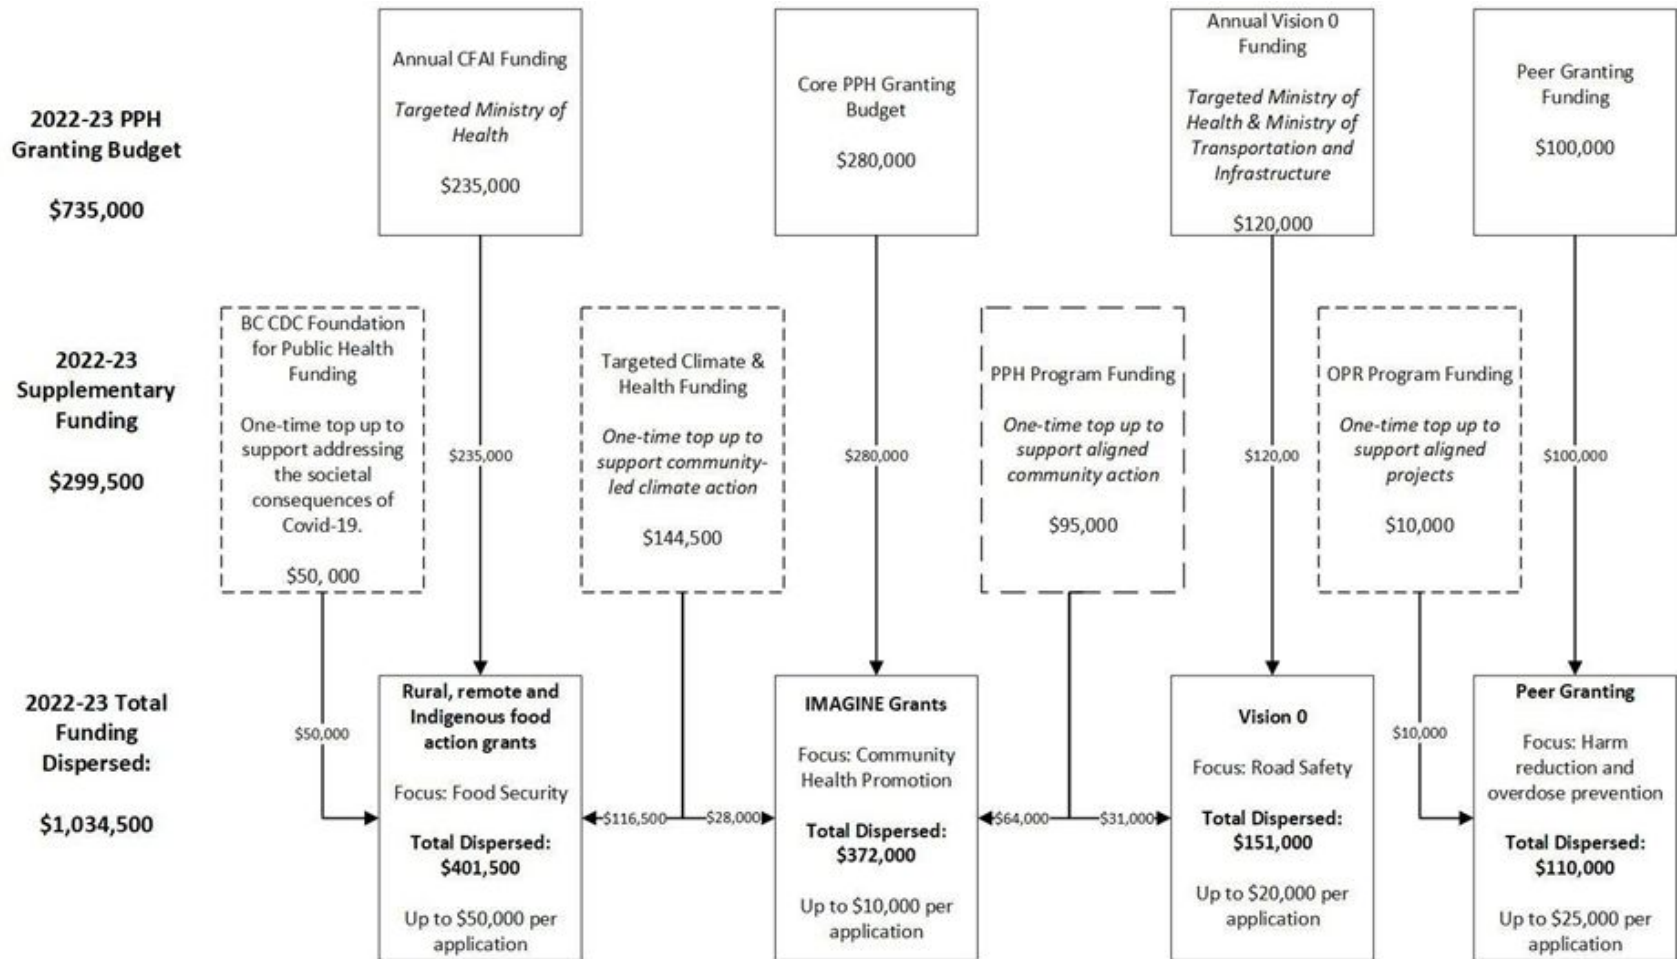 2022-23 PPH
Granting Budget
$735,000
Annual CFAI Funding
Targeted Ministry of
Health
$235,000
Core PPH Granting
Budget
$280,000
Annual Vision 0
Funding
Targeted Ministry of
Health & Ministry of
Transportation and
Infrastructure
$120,000
Peer Granting
Funding
$100,000
2022-23
Supplementary
Funding
$299,500
BC CDC Foundation
for Public Health
Funding
One-time top up to
support addressing
the societal
consequences of
Covid-19.
$50, 000
$235,000
Targeted Climate &
Health Funding
One-time top up to
support community-
led climate action
$144,500
$280,000
PPH Program Funding
One-time top up to
support aligned
community action
$95,000
$120,00
OPR Program Funding
One-time top up to
support aligned
projects
$10,000
$100,000
2022-23 Total
Funding
Dispersed:
$1,034,500
$50,000
Rural, remote and
Indigenous food
action grants
Focus: Food Security
Total Dispersed:
$401,500
Up to $50,000 per
application
$116,500
$28,000
IMAGINE Grants
Focus: Community
Health Promotion
Total Dispersed:
$372,000
Up to $10,000 per
application
$64,000
$31,000
Vision 0
Focus: Road Safety
Total Dispersed:
$151,000
Up to $20,000 per
application
$10,000
Peer Granting
Focus: Harm
reduction and
overdose prevention
Total Dispersed:
$110,000
Up to $25,000 per
application